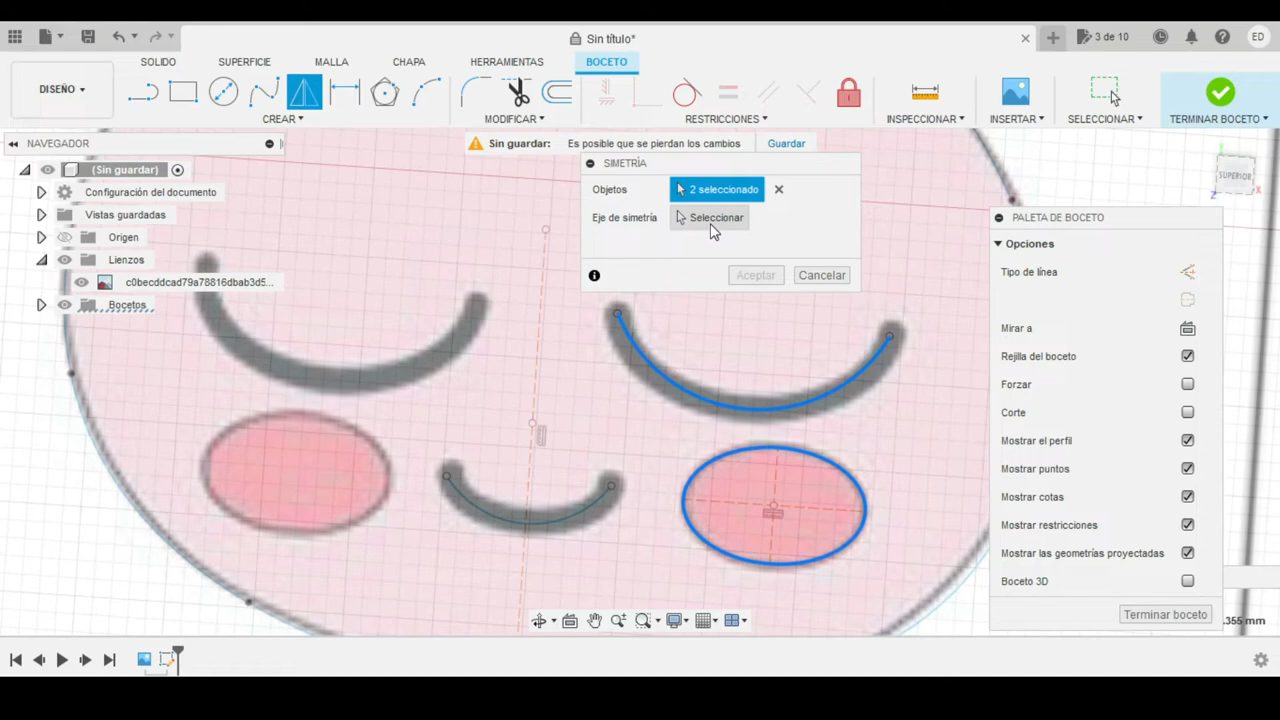 Sin título*
3 de 10
ED
DISEÑO
SÓLIDO
SUPERFICIE
MALLA
CHAPA
HERRAMIENTAS
BOCETO
CREAR
MODIFICAR
RESTRICCIONES
INSPECCIONAR
INSERTAR
SELECCIONAR
TERMINAR BOCETO
NAVEGADOR
Sin guardar:
Es posible que se pierdan los cambios
Guardar
(Sin guardar)
Configuración del documento
Vistas guardadas
Origen
Lienzos
c0becddcad79a78816dbab3d5...
Bocetos
SIMETRÍA
Objetos
2 seleccionado
Eje de simetría
Seleccionar
Aceptar
Cancelar
SUPERIOR
X
Z
PALETA DE BOCETO
Opciones
Tipo de línea
Mirar a
Rejilla del boceto
Forzar
Corte
Mostrar el perfil
Mostrar puntos
Mostrar cotas
Mostrar restricciones
Mostrar las geometrías proyectadas
Boceto 3D
Terminar boceto
.355 mm